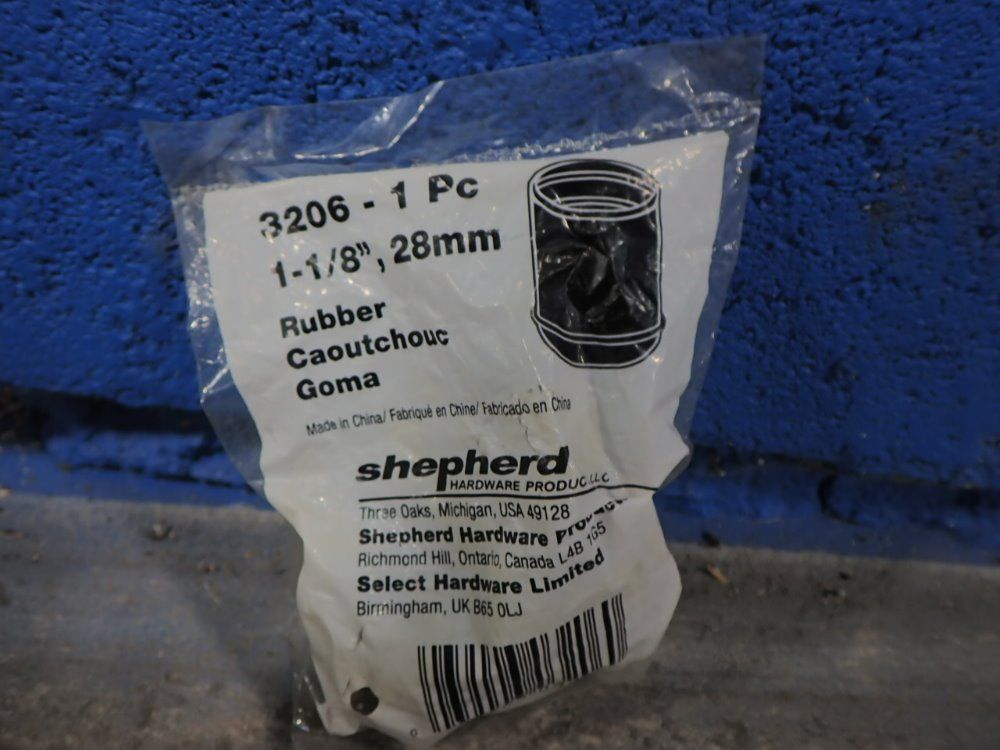 3206 - 1 Pc
1-1/8", 28mm
Rubber
Caoutchouc
Goma
Made in China/ Fabriqué en Chine/ Fabricado en China
shepherd
HARDWARE PRODUC LLC
Three Oaks, Michigan, USA 49128
Shepherd Hardware Products
Richmond Hill, Ontario, Canada L4B 1G5
Select Hardware Limited
Birmingham, UK B65 0LJ
0